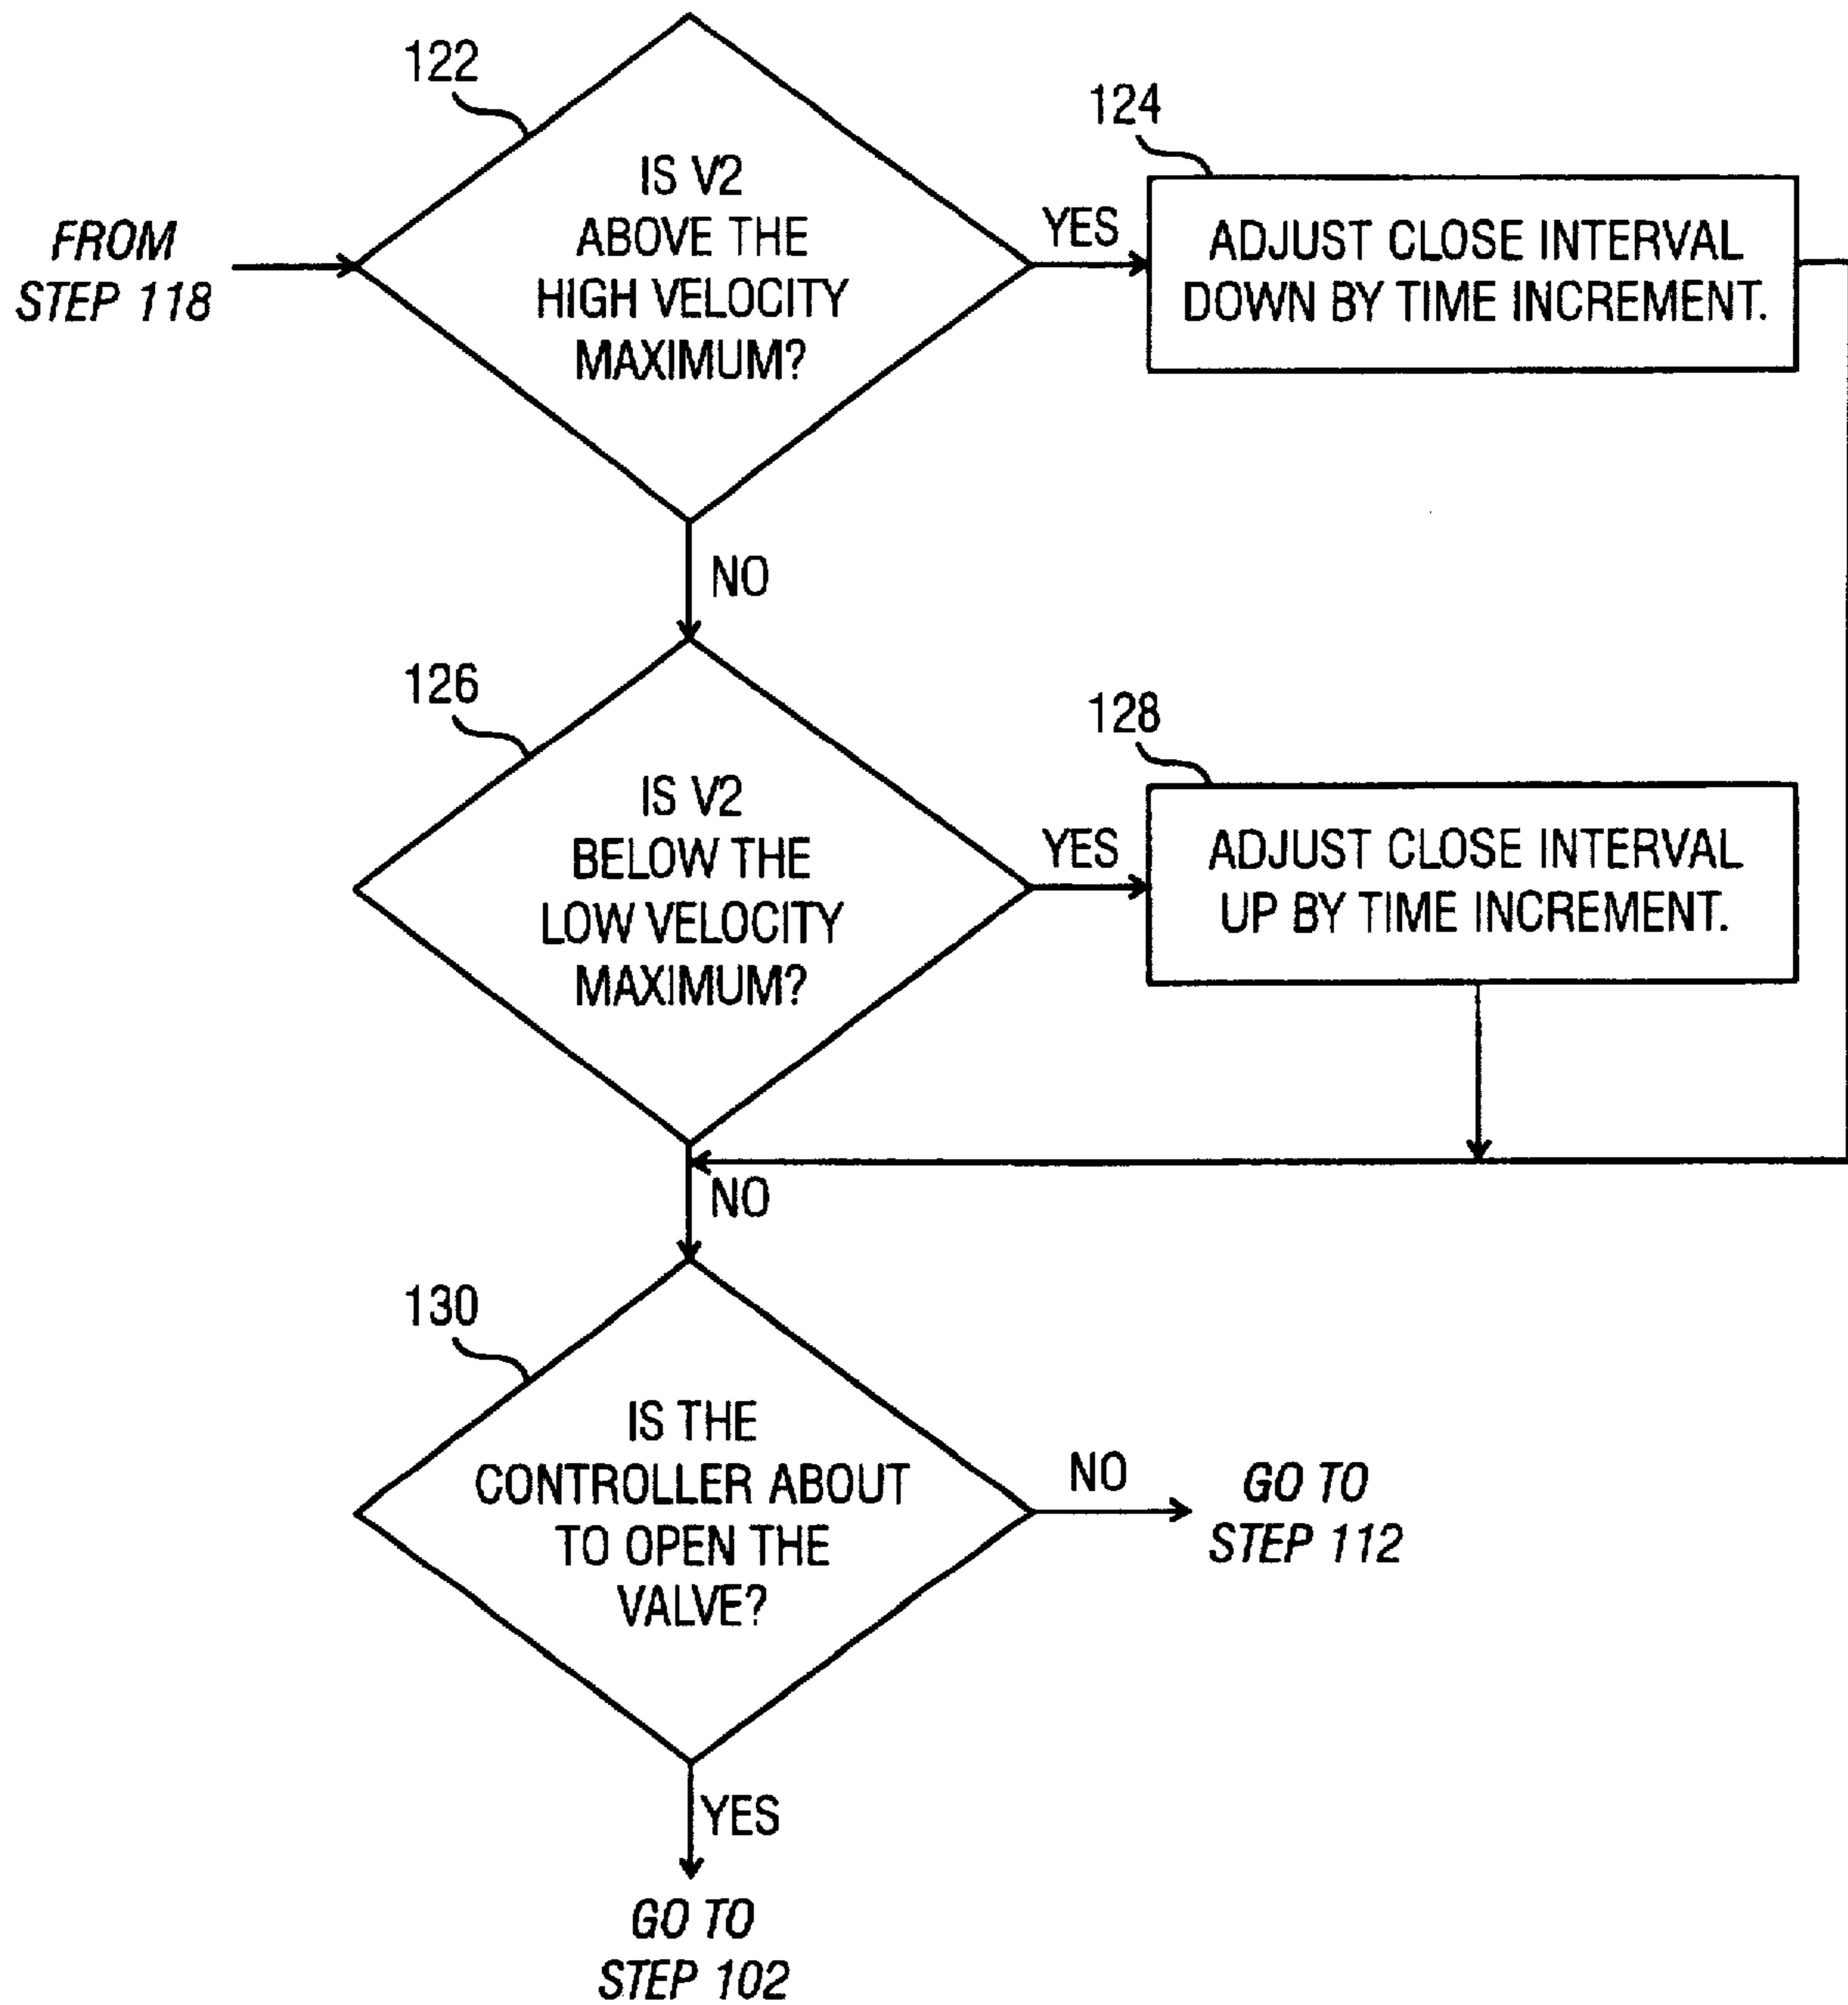 122
IS V2
ABOVE THE
HIGH VELOCITY
MAXIMUM?
FROM
STEP 118
YES
124
ADJUST CLOSE INTERVAL
DOWN BY TIME INCREMENT.
NO
126
IS V2
BELOW THE
LOW VELOCITY
MAXIMUM?
YES
128
ADJUST CLOSE INTERVAL
UP BY TIME INCREMENT.
NO
130
IS THE
CONTROLLER ABOUT
TO OPEN THE
VALVE?
NO
GO TO
STEP 112
YES
GO TO
STEP 102